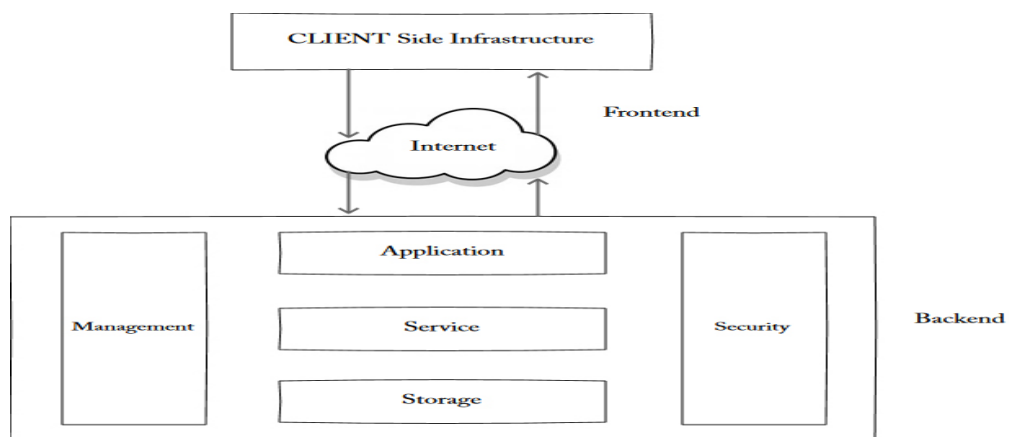 CLIENT Side Infrastructure
Frontend
Internet
Application
Management
Service
Security
Backend
Storage